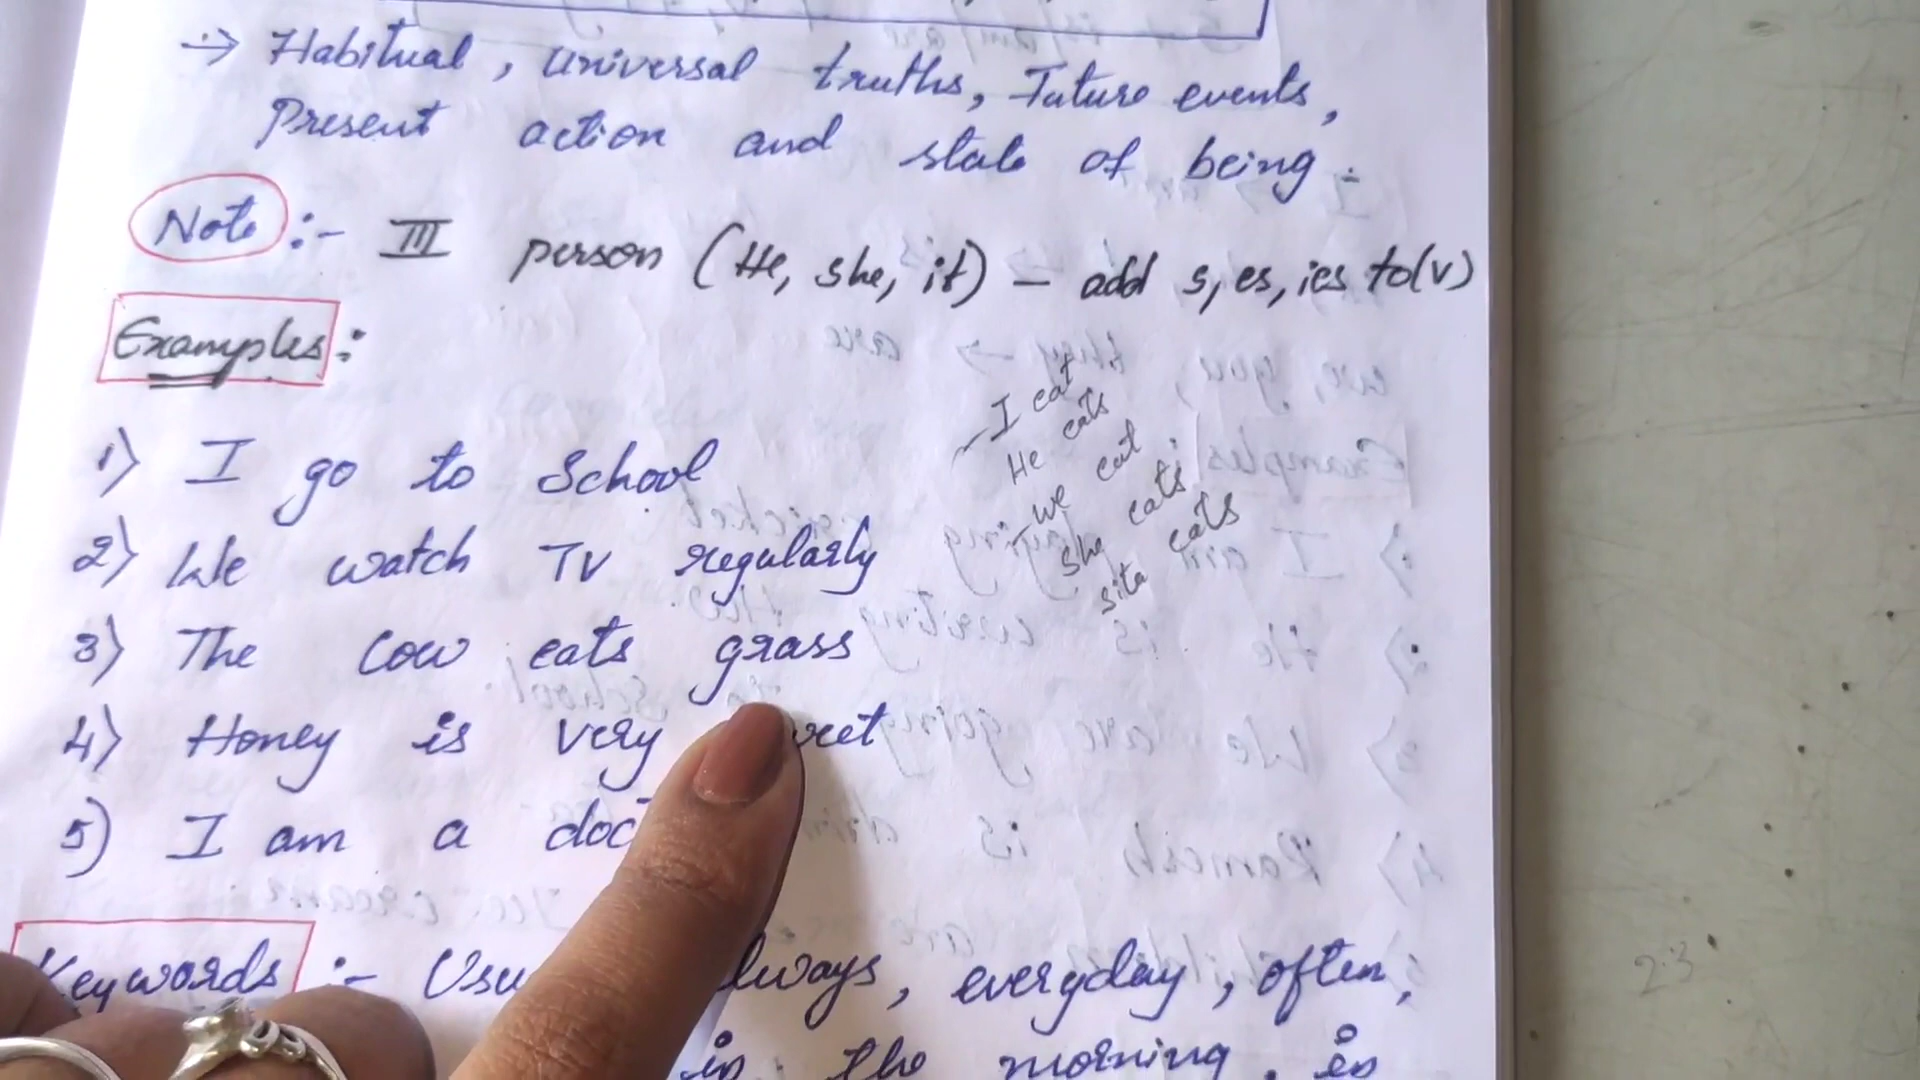 → Habitual, Universal truths, Future events,
Present action and state of being.
Note :- III person (He, she, it) - add s, es, ies to(v)
Examples:
1) I go to School
2) We watch TV regularly
3) The Cow eats grass
4) Honey is very
5) I am a
I eat
He eats
we eat
she eats
sita eats
Keywords :- always, everyday, often,
in the morning, in
23